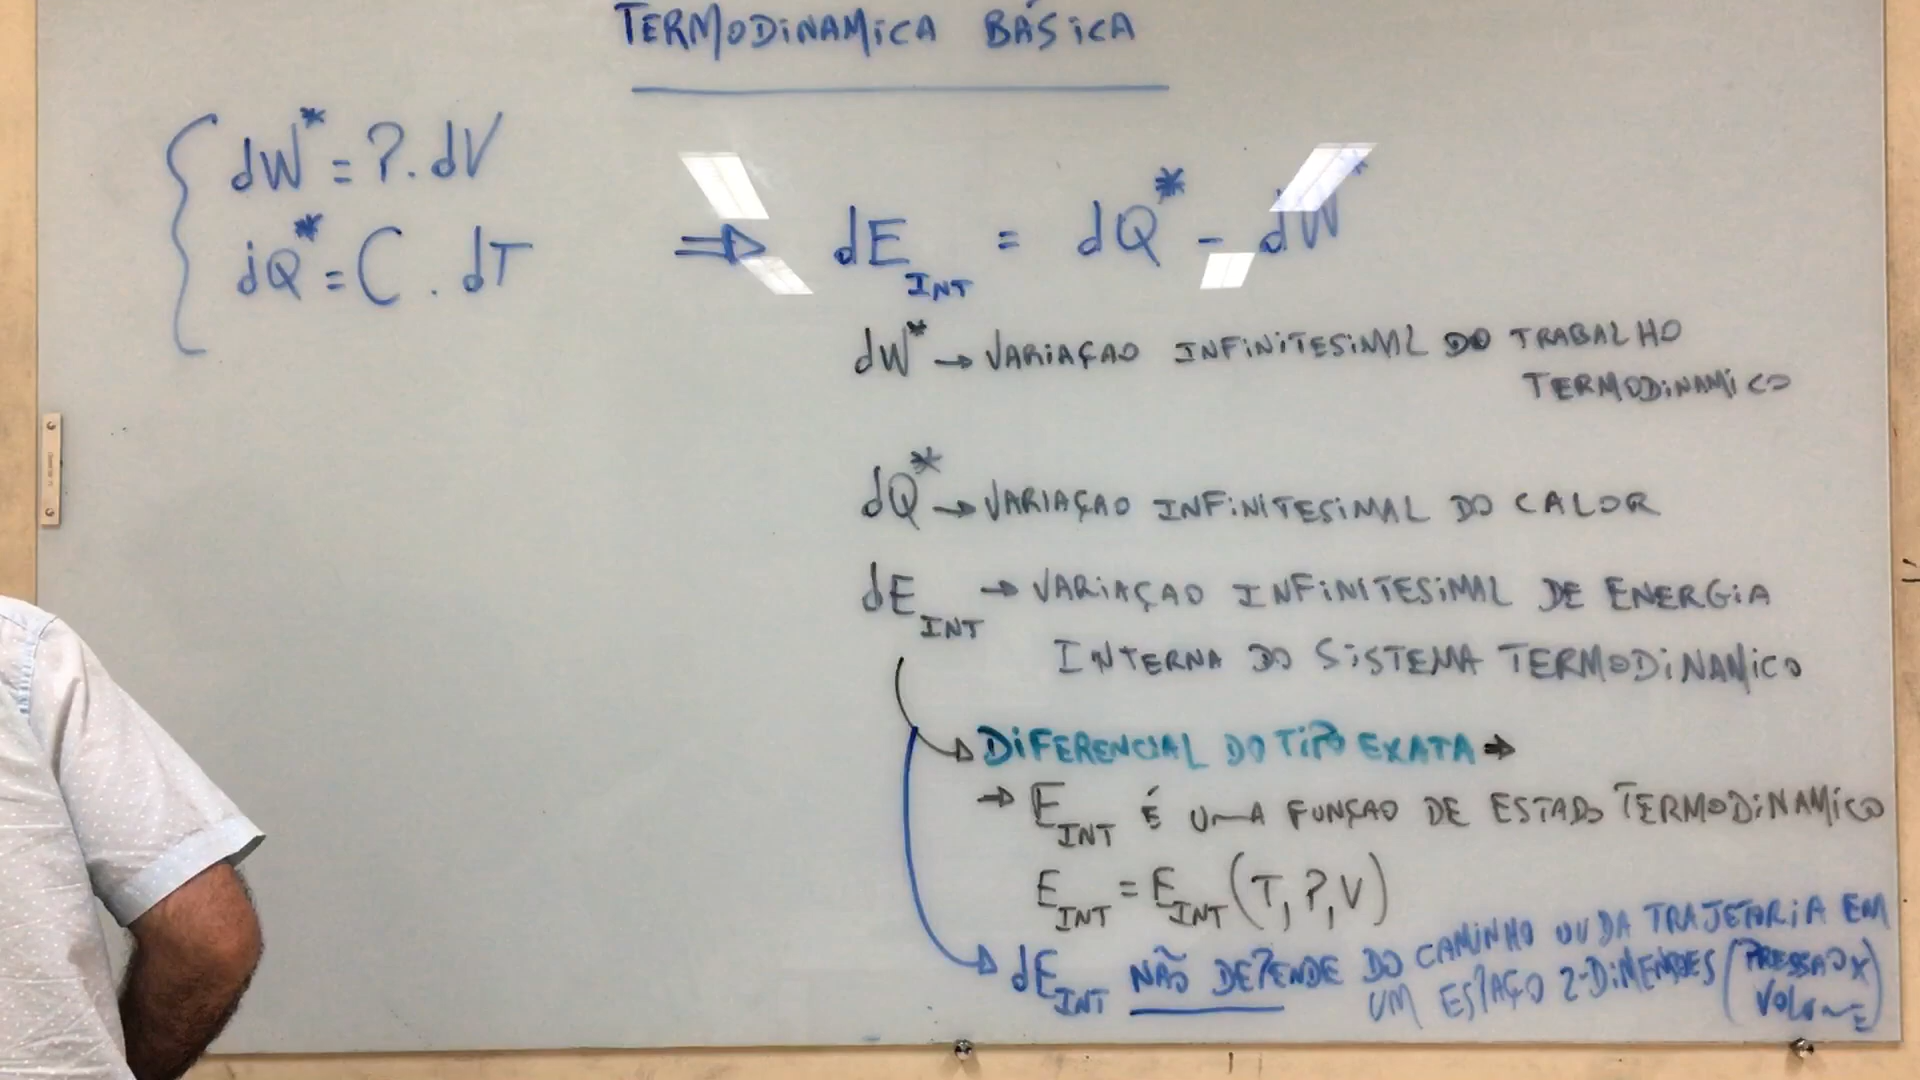 TERMODINAMICA BÁSICA
dW* = P. dV
dQ* = C . dT
⇒ dE_INT = dQ* - dW*
dW* → VARIAÇAO INFINITESIMAL DO TRABALHO
TERMODINAMICO
dQ* → VARIAÇAO INFINITESIMAL DO CALOR
dE_INT → VARIAÇAO INFINITESIMAL DE ENERGIA
INTERNA DO SISTEMA TERMODINAMICO
DIFERENCIAL DO TIPO EXATA →
→ E_INT É UMA FUNÇAO DE ESTADO TERMODINAMICO
E_INT = E_INT (T, P, V)
dE_INT NÃO DEPENDE DO CAMINHO OU DA TRAJETORIA EM
UM ESPAÇO 2-DIMENSOES (PRESSAO X
VOLUME)